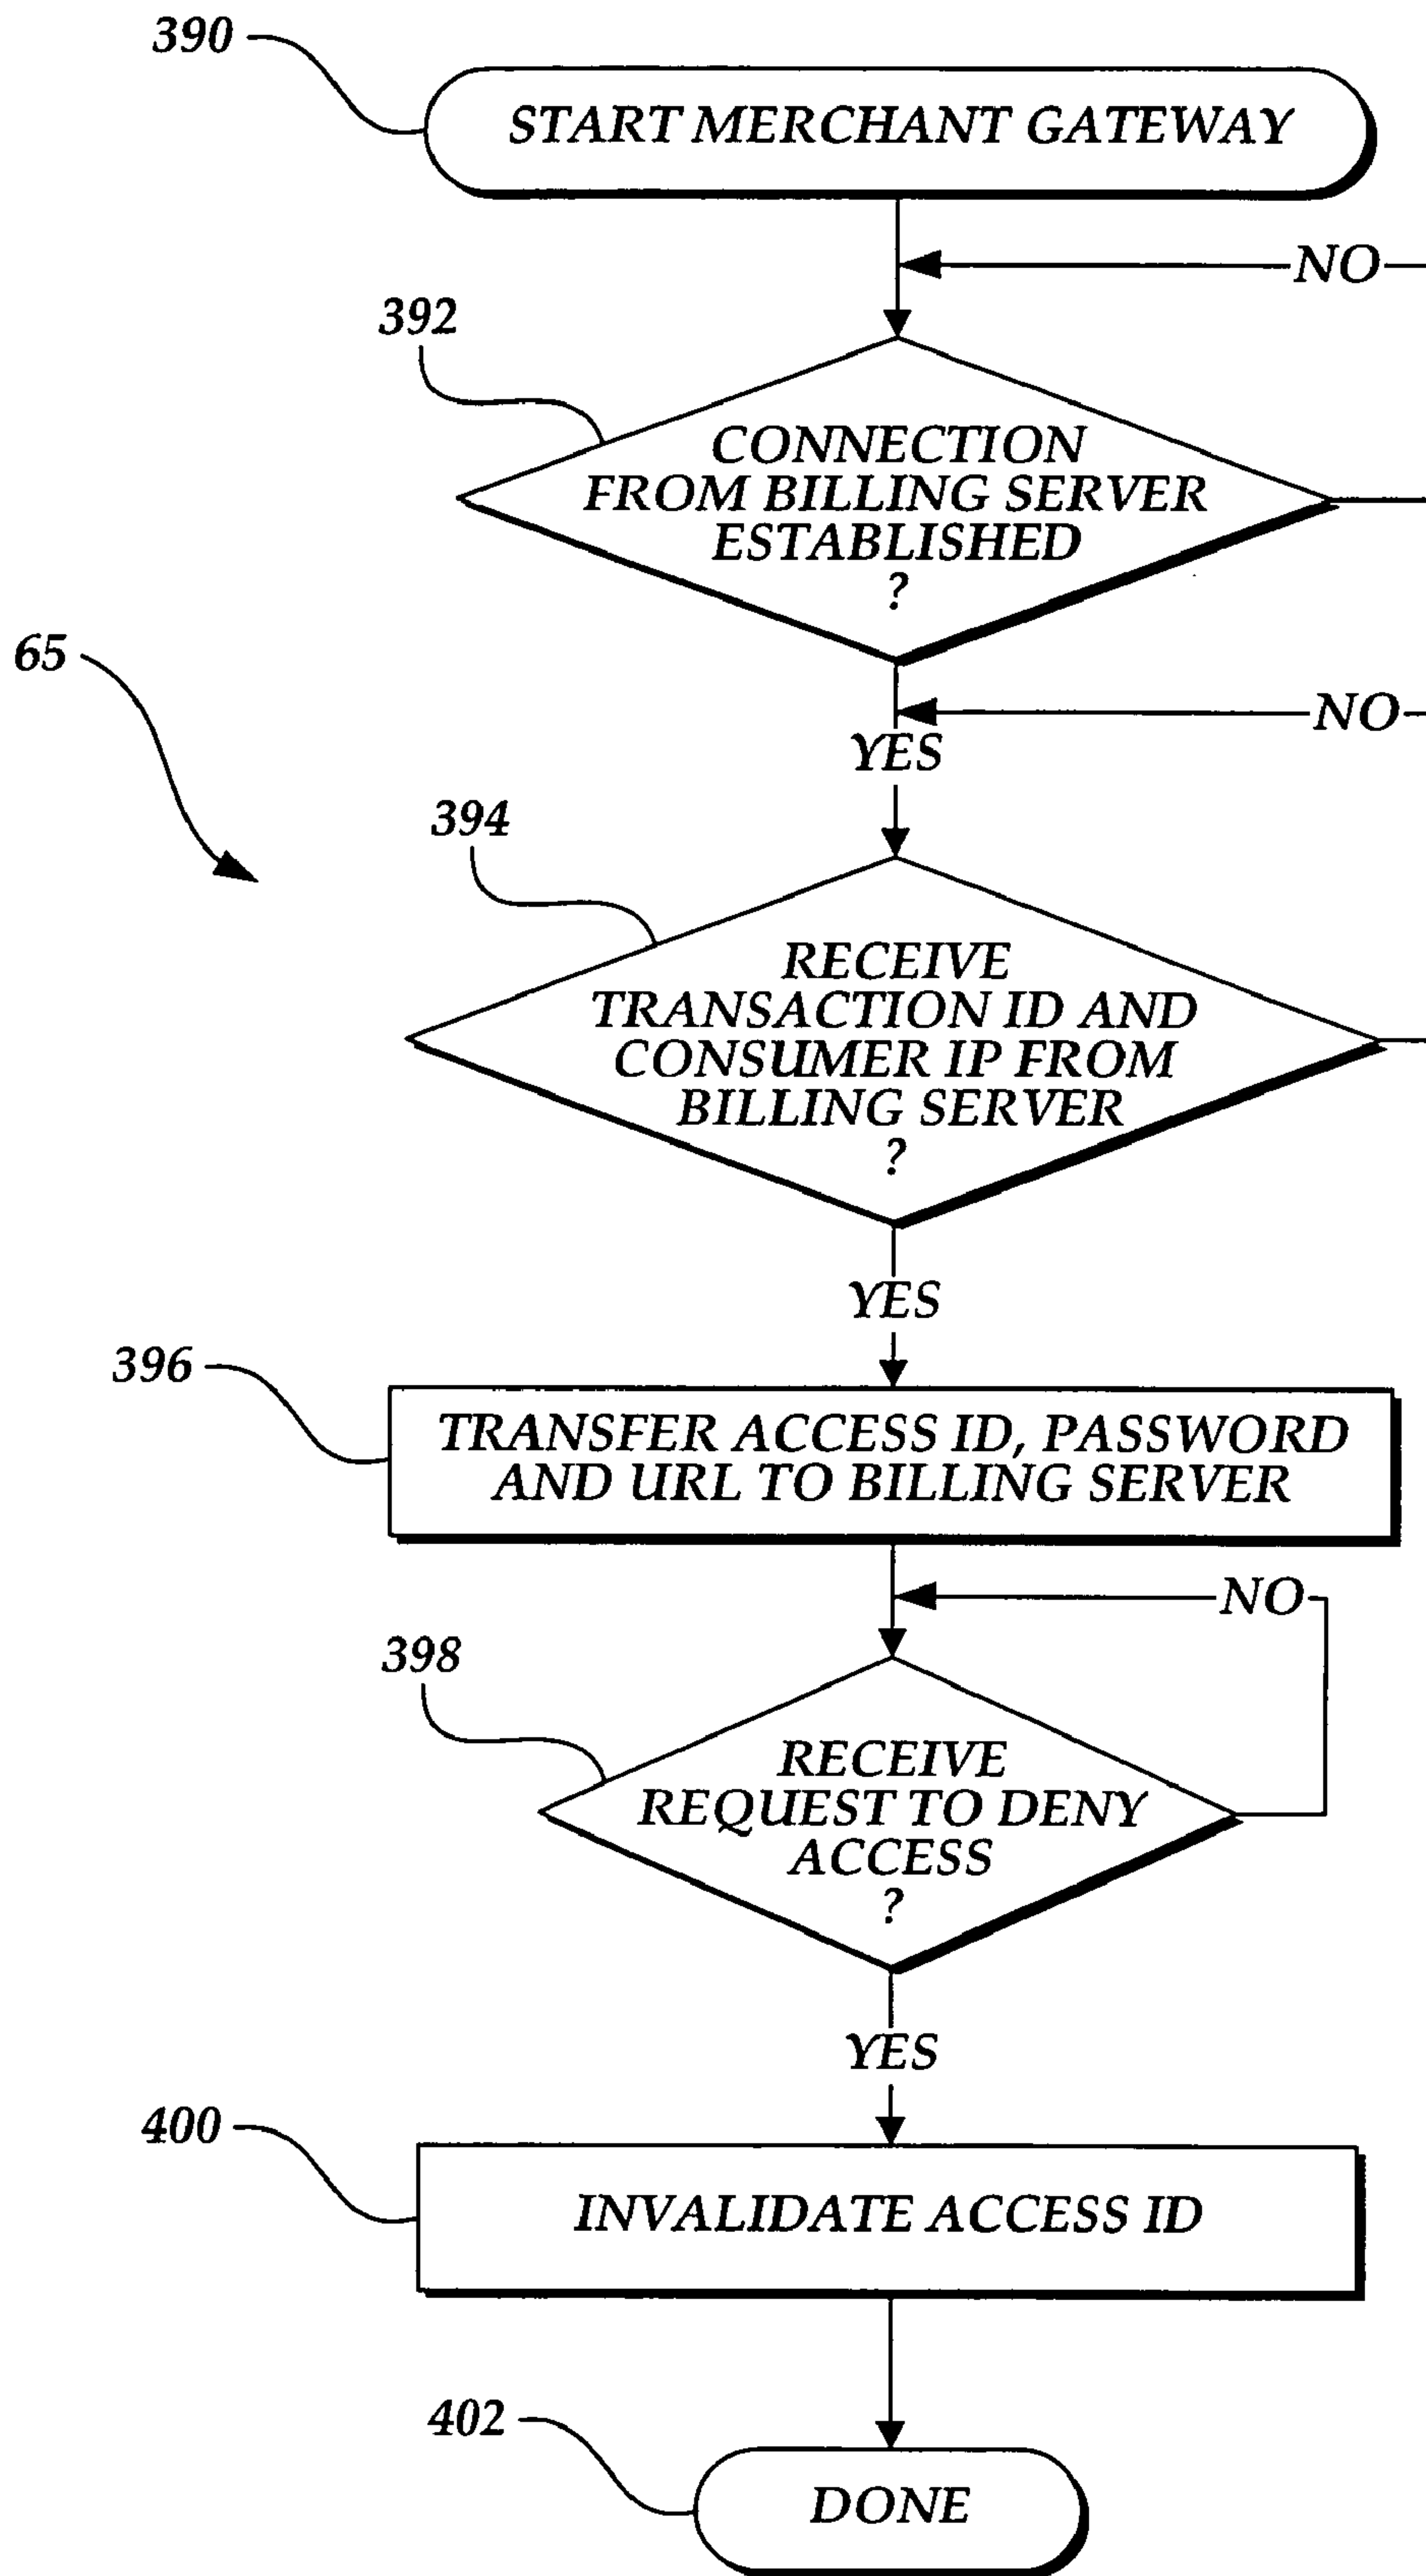 390
START MERCHANT GATEWAY
NO
392
CONNECTION
FROM BILLING SERVER
ESTABLISHED
?
65
NO
YES
394
RECEIVE
TRANSACTION ID AND
CONSUMER IP FROM
BILLING SERVER
?
YES
396
TRANSFER ACCESS ID, PASSWORD
AND URL TO BILLING SERVER
NO
398
RECEIVE
REQUEST TO DENY
ACCESS
?
YES
400
INVALIDATE ACCESS ID
402
DONE